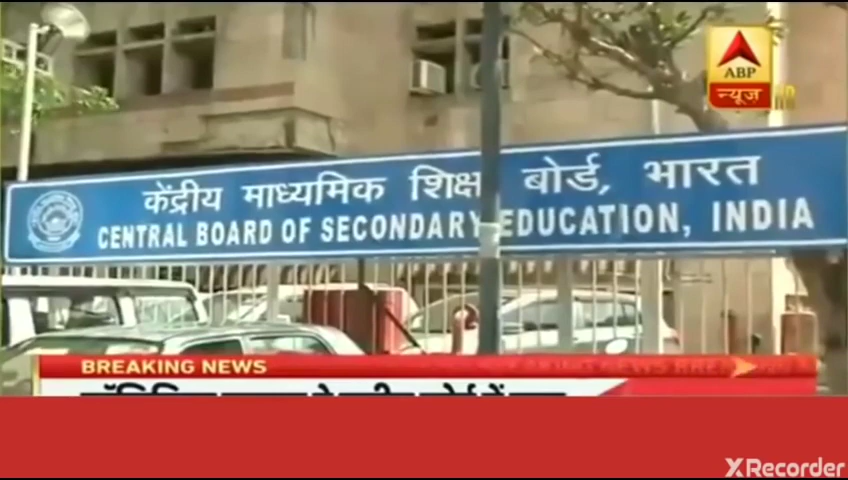 ABP
न्यूज़
केंद्रीय माध्यमिक शिक्ष बोर्ड, भारत
CENTRAL BOARD OF SECONDARY EDUCATION, INDIA
BREAKING NEWS
XRecorder